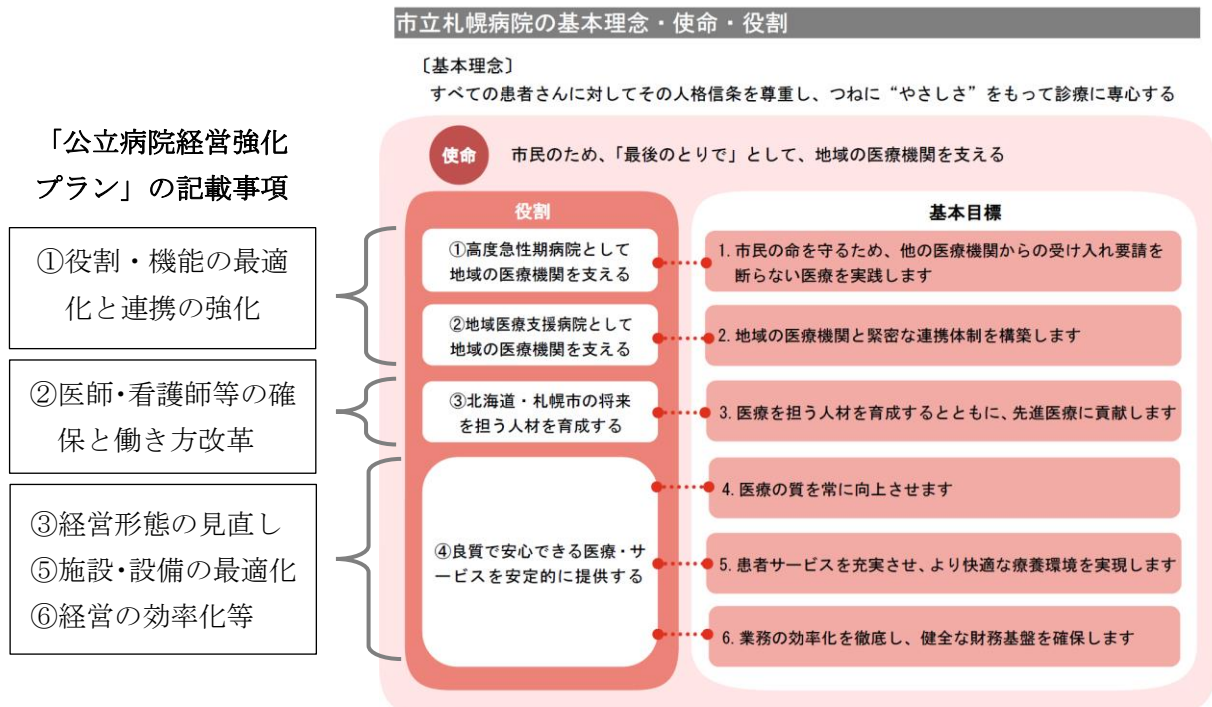 市立札幌病院の基本理念・使命・役割
〔基本理念〕
すべての患者さんに対してその人格信条を尊重し、つねに“やさしさ”をもって診療に専心する
「公立病院経営強化
プラン」の記載事項
①役割・機能の最適
化と連携の強化
②医師・看護師等の確
保と働き方改革
③経営形態の見直し
⑤施設・設備の最適化
⑥経営の効率化等
使命
市民のため、「最後のとりで」として、地域の医療機関を支える
役割
①高度急性期病院として
地域の医療機関を支える
②地域医療支援病院として
地域の医療機関を支える
③北海道・札幌市の将来
を担う人材を育成する
④良質で安心できる医療・サ
ービスを安定的に提供する
基本目標
1. 市民の命を守るため、他の医療機関からの受け入れ要請を
断らない医療を実践します
2. 地域の医療機関と緊密な連携体制を構築します
3. 医療を担う人材を育成するとともに、先進医療に貢献します
4. 医療の質を常に向上させます
5. 患者サービスを充実させ、より快適な療養環境を実現します
6. 業務の効率化を徹底し、健全な財務基盤を確保します